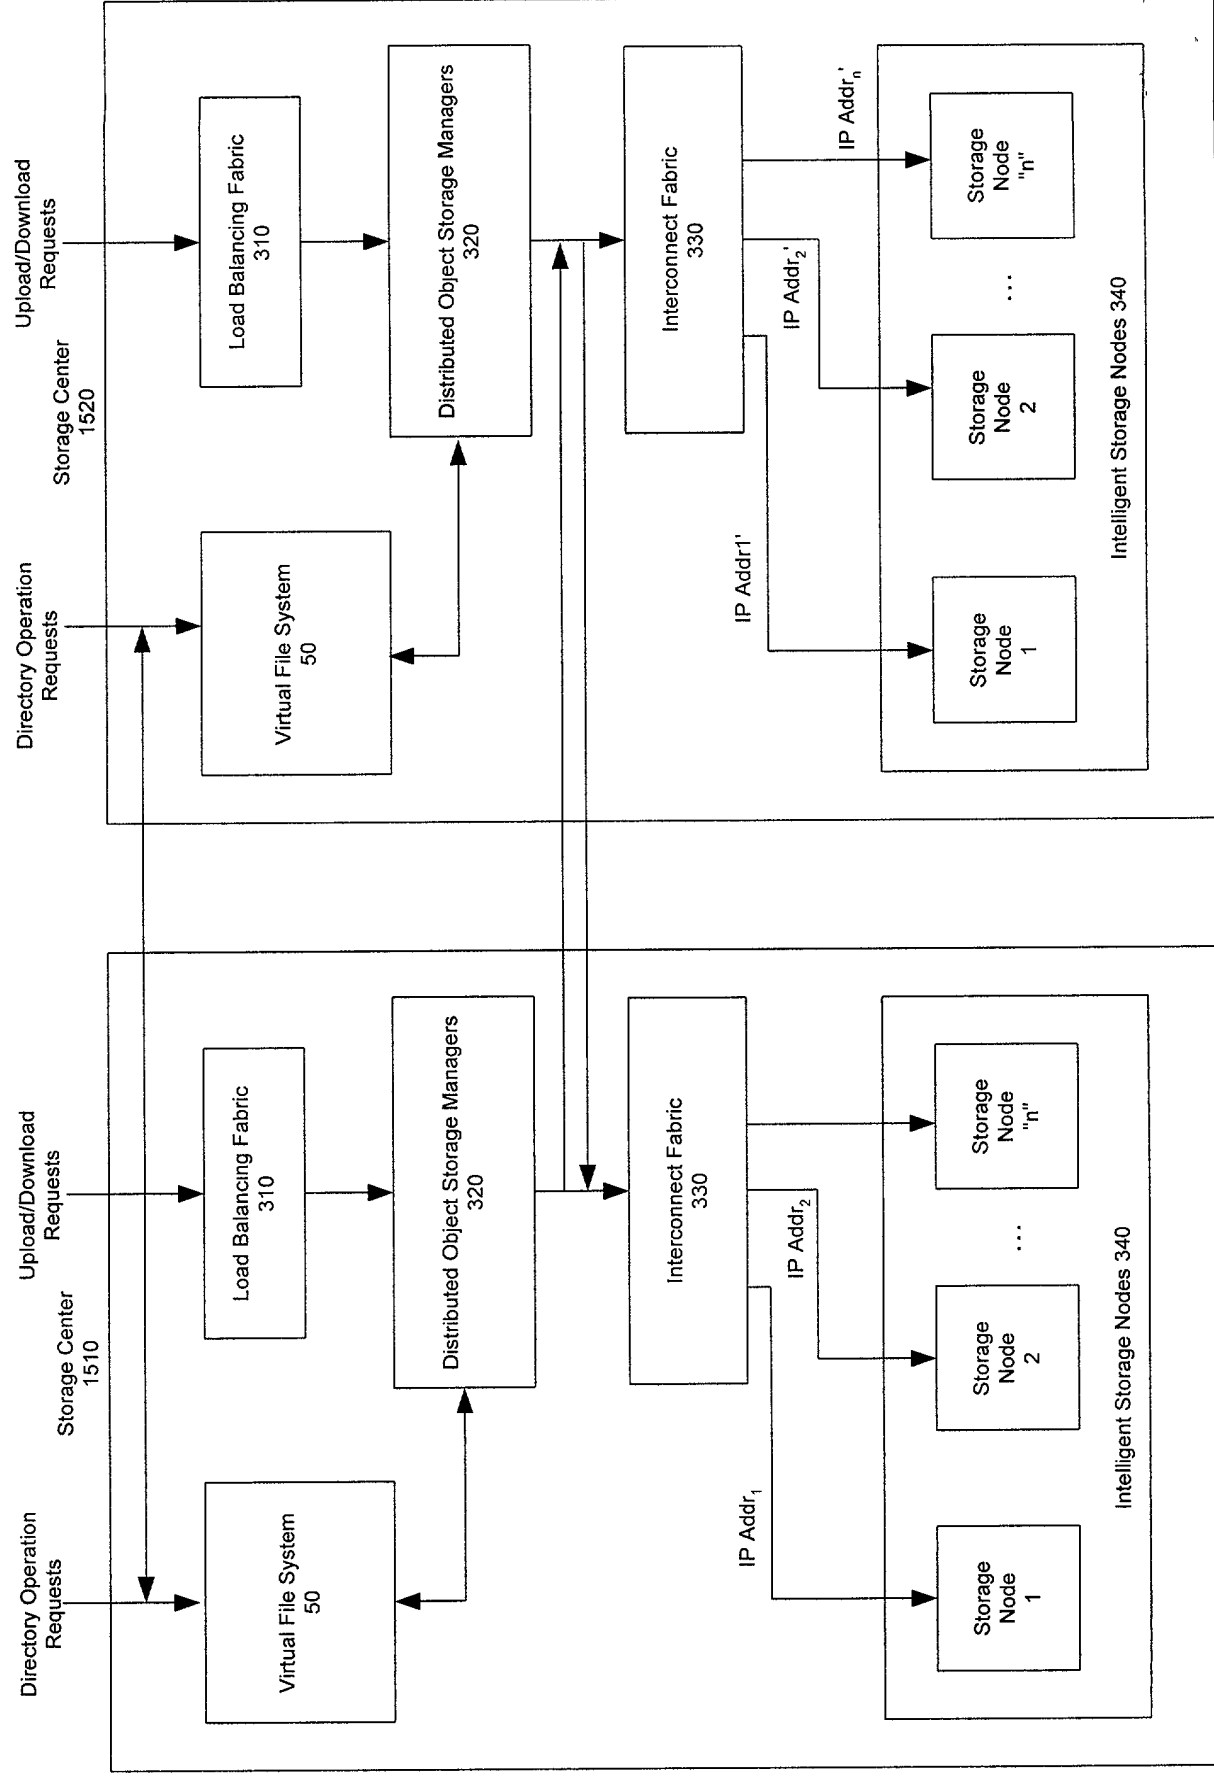 Directory Operation
Requests
Storage Center
1510
Upload/Download
Requests
Virtual File System
50
Load Balancing Fabric
310
Distributed Object Storage Managers
320
Interconnect Fabric
330
IP Addr1
IP Addr2
Storage
Node
1
Storage
Node
2
...
Storage
Node
"n"
Intelligent Storage Nodes 340
Directory Operation
Requests
Storage Center
1520
Upload/Download
Requests
Virtual File System
50
Load Balancing Fabric
310
Distributed Object Storage Managers
320
Interconnect Fabric
330
IP Addr1'
IP Addr2'
IP Addrn'
Storage
Node
1
Storage
Node
2
...
Storage
Node
"n"
Intelligent Storage Nodes 340